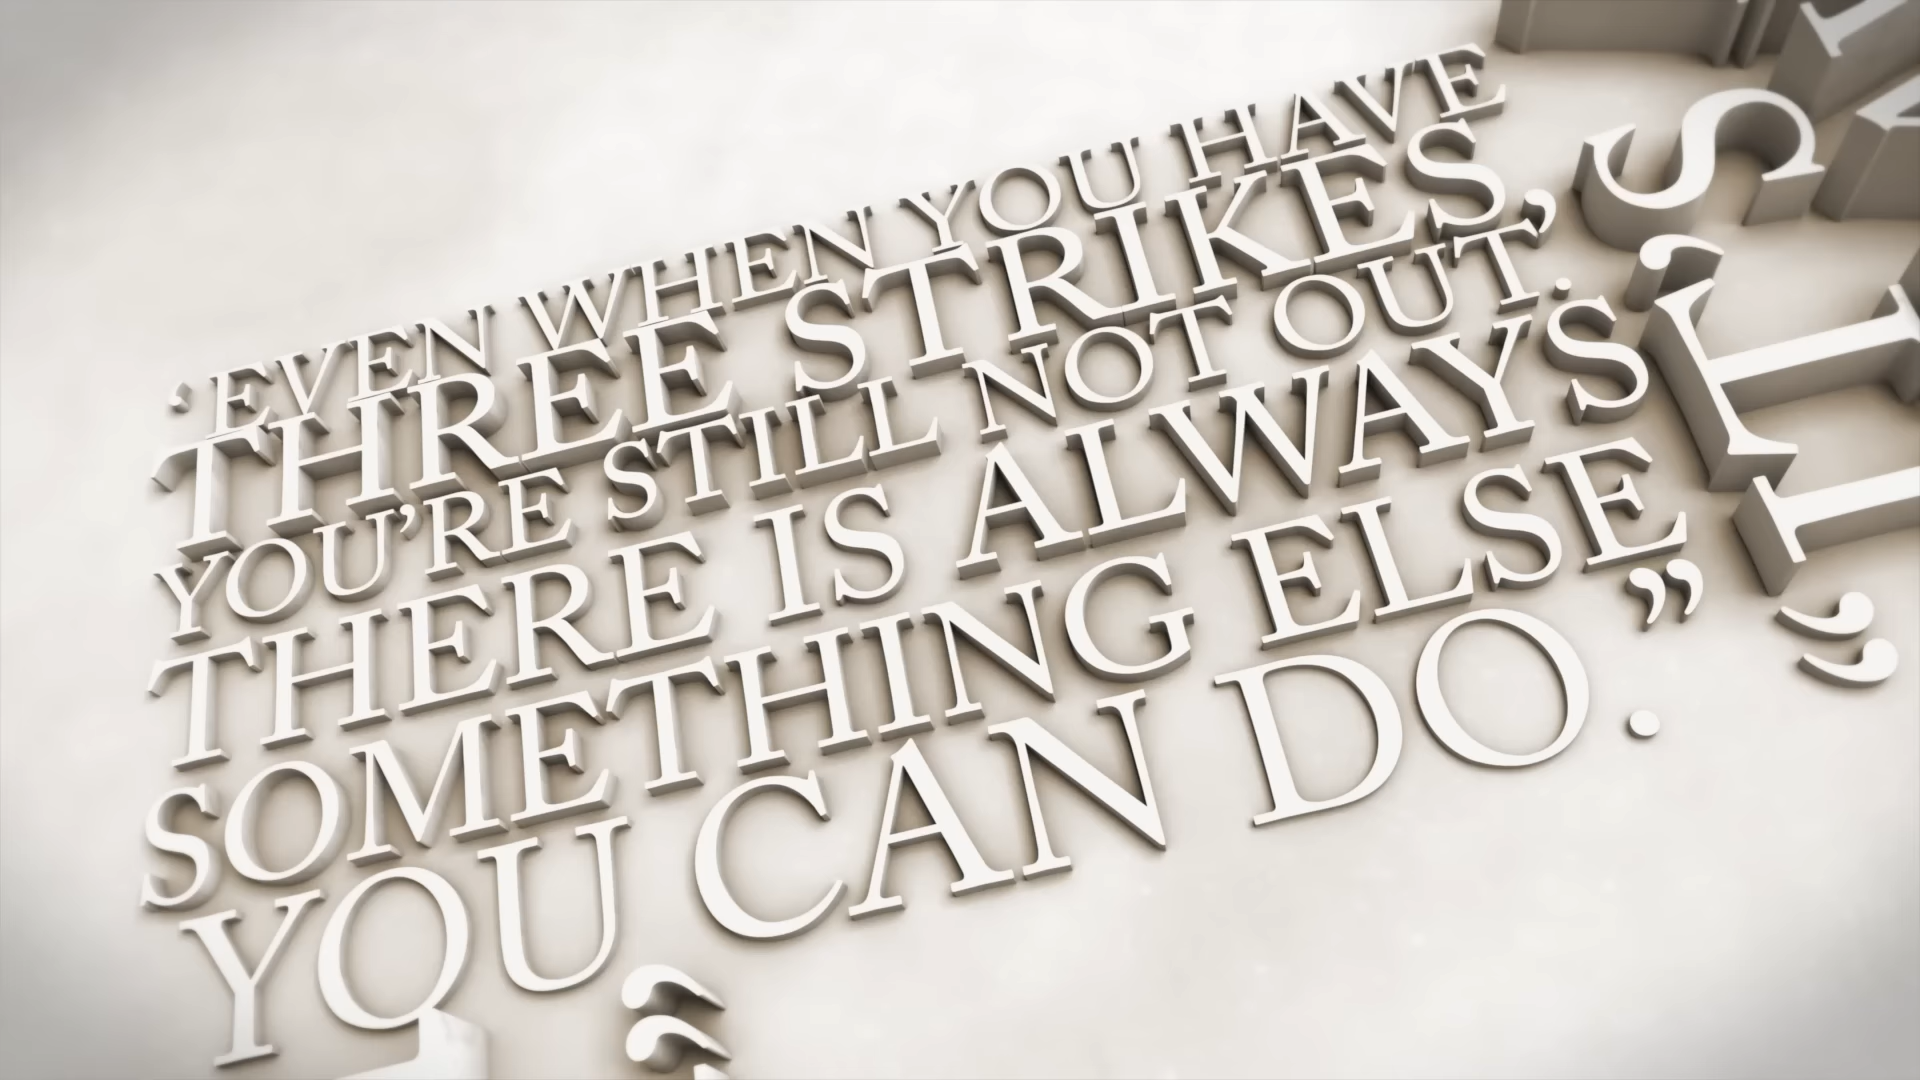 ‘EVEN WHEN YOU HAVE
THREE STRIKES,
YOU’RE STILL NOT OUT’.
THERE IS ALWAYS
SOMETHING ELSE
YOU CAN DO.”